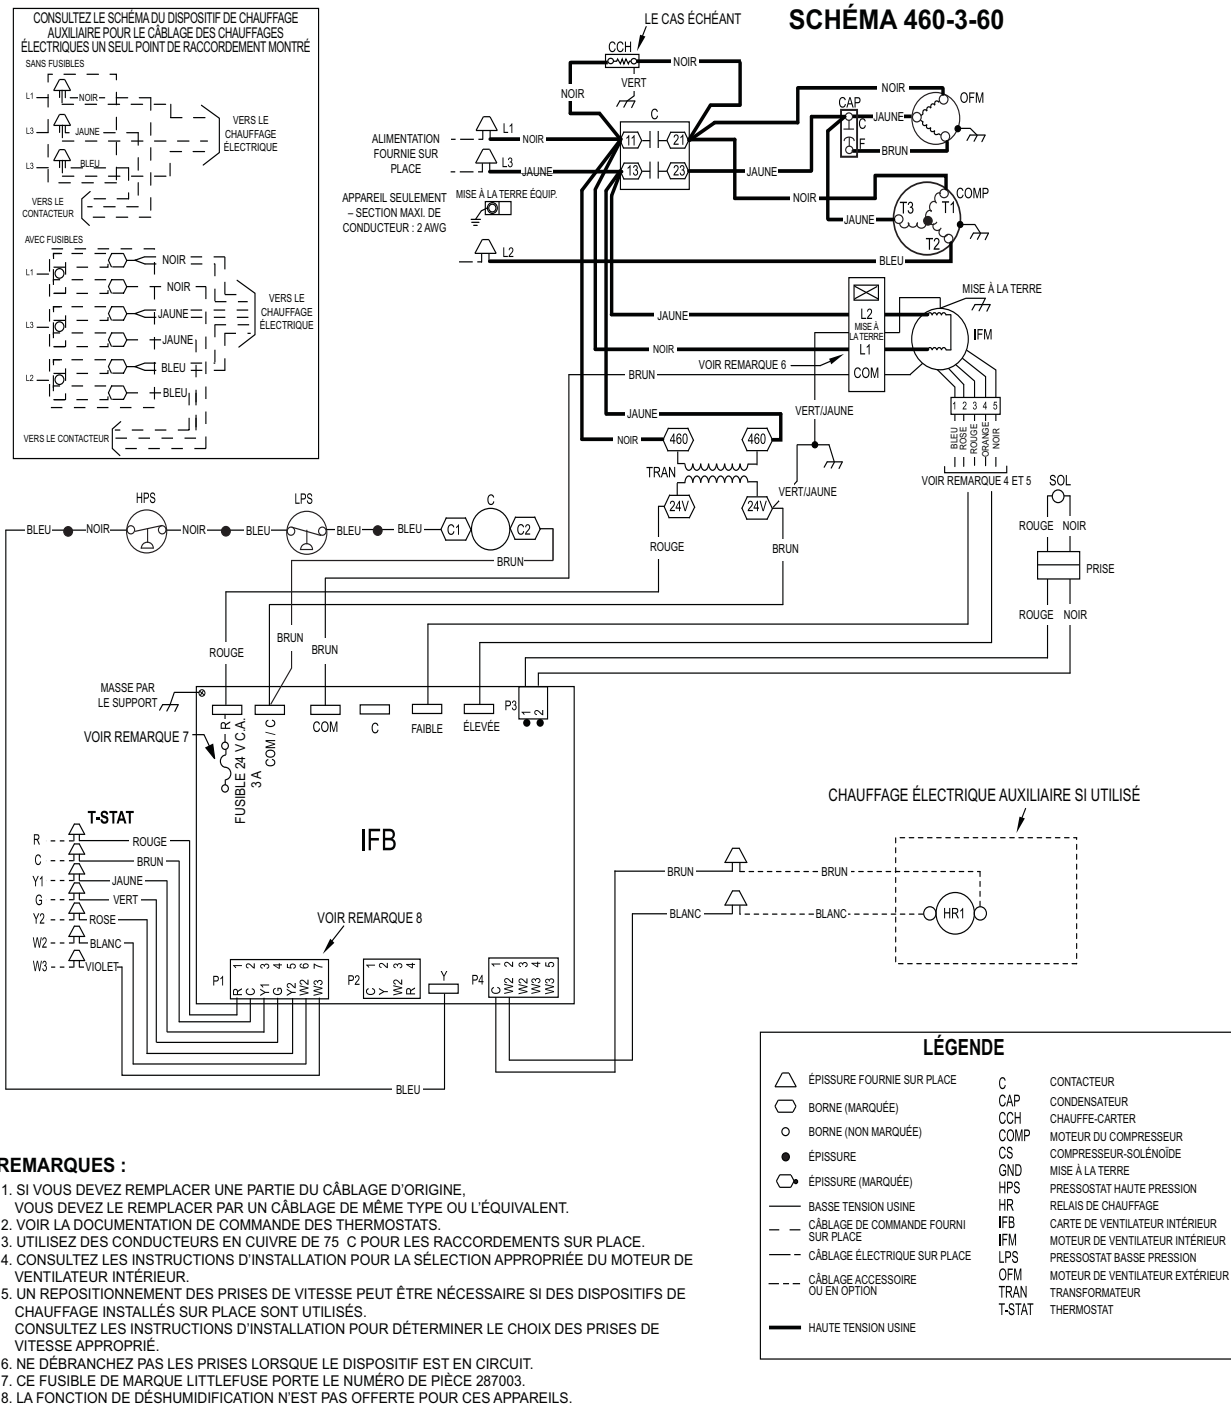 SCHÉMA 460-3-60
CONSULTEZ LE SCHÉMA DU DISPOSITIF DE CHAUFFAGE
AUXILIAIRE POUR LE CÂBLAGE DES CHAUFFAGES
ÉLECTRIQUES UN SEUL POINT DE RACCORDEMENT MONTRÉ
SANS FUSIBLES
L1
NOIR
L3
JAUNE
L3
BLEU
VERS LE
CHAUFFAGE
ÉLECTRIQUE
VERS LE
CONTACTEUR
AVEC FUSIBLES
NOIR
L1
NOIR
JAUNE
L3
JAUNE
BLEU
L2
BLEU
VERS LE
CHAUFFAGE
ÉLECTRIQUE
VERS LE CONTACTEUR
LE CAS ÉCHÉANT
CCH
NOIR
VERT
NOIR
C
ALIMENTATION
FOURNIE SUR
PLACE
L1
NOIR
11
21
L3
JAUNE
13
23
JAUNE
NOIR
CAP
C
F
JAUNE
BRUN
OFM
APPAREIL SEULEMENT
– SECTION MAXI. DE
CONDUCTEUR : 2 AWG
MISE À LA TERRE ÉQUIP.
NOIR
COMP
T3
T1
T2
JAUNE
L2
BLEU
MISE À LA TERRE
JAUNE
L2
MISE À
LA TERRE
L1
COM
IFM
NOIR
VOIR REMARQUE 6
BRUN
VERT/JAUNE
1 2 3 4 5
BLEU
ROSE
ROUGE
ORANGE
NOIR
VOIR REMARQUE 4 ET 5
JAUNE
NOIR
460
460
TRAN
24V
24V
VERT/JAUNE
ROUGE
BRUN
SOL
ROUGE NOIR
PRISE
ROUGE NOIR
HPS
LPS
C
BLEU
NOIR
NOIR
BLEU
BLEU
BLEU
C1
C2
BRUN
ROUGE
BRUN
BRUN
MASSE PAR
LE SUPPORT
VOIR REMARQUE 7
R
FUSIBLE 24 V C.A.
3 A
COM / C
COM
C
FAIBLE
ÉLEVÉE
P3
1
2
IFB
T-STAT
R
ROUGE
C
BRUN
Y1
JAUNE
G
VERT
Y2
ROSE
W2
BLANC
W3
VIOLET
VOIR REMARQUE 8
P1
1 2 3 4 5 6 7
R C Y1 G Y2 W2 W3
P2
1 2 3 4
C Y W2 R
Y
P4
1 2 3 4 5
C W2 W2 W3 W3
BLEU
CHAUFFAGE ÉLECTRIQUE AUXILIAIRE SI UTILISÉ
BRUN
BRUN
BLANC
BLANC
HR1
LÉGENDE
ÉPISSURE FOURNIE SUR PLACE
BORNE (MARQUÉE)
BORNE (NON MARQUÉE)
ÉPISSURE
ÉPISSURE (MARQUÉE)
BASSE TENSION USINE
CÂBLAGE DE COMMANDE FOURNI
SUR PLACE
CÂBLAGE ÉLECTRIQUE SUR PLACE
CÂBLAGE ACCESSOIRE
OU EN OPTION
HAUTE TENSION USINE
C CONTACTEUR
CAP CONDENSATEUR
CCH CHAUFFE-CARTER
COMP MOTEUR DU COMPRESSEUR
CS COMPRESSEUR-SOLÉNOÏDE
GND MISE À LA TERRE
HPS PRESSOSTAT HAUTE PRESSION
HR RELAIS DE CHAUFFAGE
IFB CARTE DE VENTILATEUR INTÉRIEUR
IFM MOTEUR DE VENTILATEUR INTÉRIEUR
LPS PRESSOSTAT BASSE PRESSION
OFM MOTEUR DE VENTILATEUR EXTÉRIEUR
TRAN TRANSFORMATEUR
T-STAT THERMOSTAT
REMARQUES :
1. SI VOUS DEVEZ REMPLACER UNE PARTIE DU CÂBLAGE D'ORIGINE,
VOUS DEVEZ LE REMPLACER PAR UN CÂBLAGE DE MÊME TYPE OU L'ÉQUIVALENT.
2. VOIR LA DOCUMENTATION DE COMMANDE DES THERMOSTATS.
3. UTILISEZ DES CONDUCTEURS EN CUIVRE DE 75 C POUR LES RACCORDEMENTS SUR PLACE.
4. CONSULTEZ LES INSTRUCTIONS D'INSTALLATION POUR LA SÉLECTION APPROPRIÉE DU MOTEUR DE
VENTILATEUR INTÉRIEUR.
5. UN REPOSITIONNEMENT DES PRISES DE VITESSE PEUT ÊTRE NÉCESSAIRE SI DES DISPOSITIFS DE
CHAUFFAGE INSTALLÉS SUR PLACE SONT UTILISÉS.
CONSULTEZ LES INSTRUCTIONS D'INSTALLATION POUR DÉTERMINER LE CHOIX DES PRISES DE
VITESSE APPROPRIÉ.
6. NE DÉBRANCHEZ PAS LES PRISES LORSQUE LE DISPOSITIF EST EN CIRCUIT.
7. CE FUSIBLE DE MARQUE LITTLEFUSE PORTE LE NUMÉRO DE PIÈCE 287003.
8. LA FONCTION DE DÉSHUMIDIFICATION N'EST PAS OFFERTE POUR CES APPAREILS.